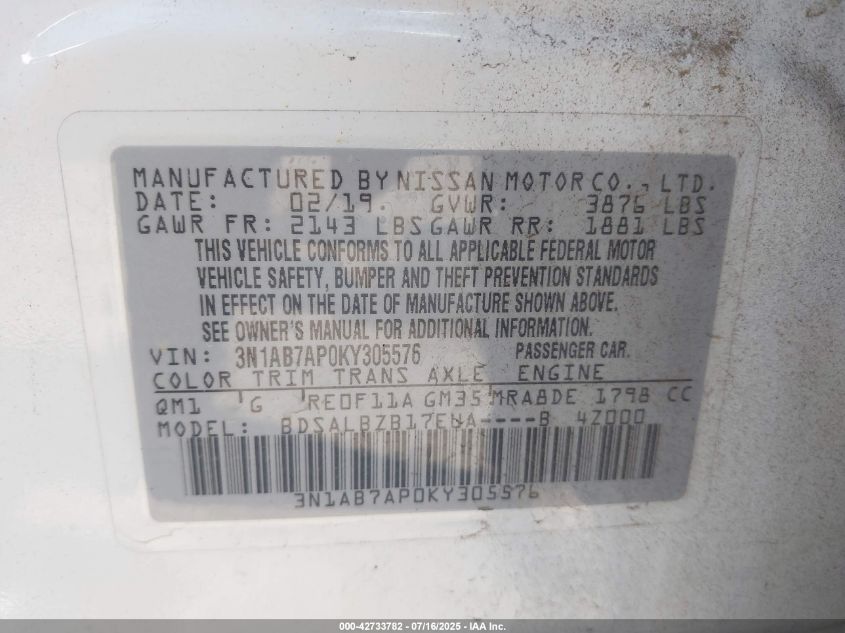 MANUFACTURED BY NISSAN MOTOR CO., LTD.
DATE: 02/19. GVWR: 3876 LBS
GAWR FR: 2143 LBS GAWR RR: 1881 LBS
THIS VEHICLE CONFORMS TO ALL APPLICABLE FEDERAL MOTOR
VEHICLE SAFETY, BUMPER AND THEFT PREVENTION STANDARDS
IN EFFECT ON THE DATE OF MANUFACTURE SHOWN ABOVE.
SEE OWNER'S MANUAL FOR ADDITIONAL INFORMATION.
VIN: 3N1AB7AP0KY305576 PASSENGER CAR.
COLOR TRIM TRANS AXLE ENGINE
QM1 G RE0F11A GM35 MRA8DE 1798 CC
MODEL: BDSALBZB17EUA----B 4Z000
3N1AB7AP0KY305576
000-42733782 - 07/16/2025 - IAA Inc.